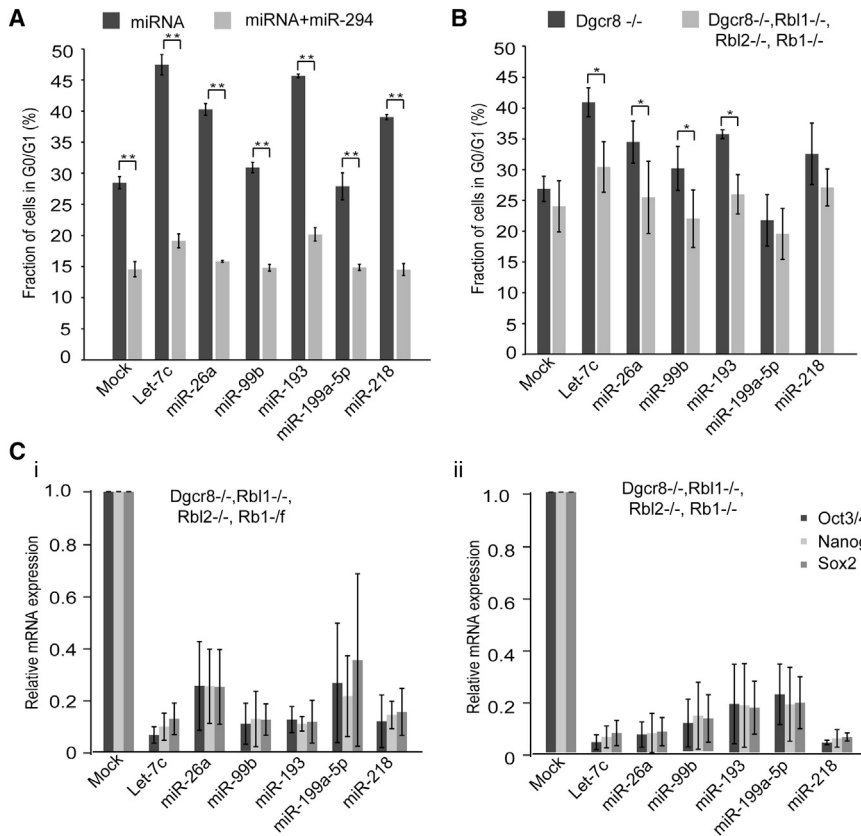 A
miRNA
miRNA+miR-294
Fraction of cells in G0/G1 (%)
50
45
40
35
30
25
20
15
10
5
0
**
**
**
**
**
**
**
Mock
Let-7c
miR-26a
miR-99b
miR-193
miR-199a-5p
miR-218
B
Dgcr8 -/-
Dgcr8-/-,Rbl1-/-,
Rbl2-/-, Rb1-/-
Fraction of cells in G0/G1 (%)
50
45
40
35
30
25
20
15
10
5
0
*
*
*
*
Mock
Let-7c
miR-26a
miR-99b
miR-193
miR-199a-5p
miR-218
C
i
Dgcr8-/-,Rbl1-/-,
Rbl2-/-, Rb1-/f
Relative mRNA expression
1.0
0.8
0.6
0.4
0.2
0
Mock
Let-7c
miR-26a
miR-99b
miR-193
miR-199a-5p
miR-218
ii
Dgcr8-/-,Rbl1-/-,
Rbl2-/-, Rb1-/-
Oct3/4
Nanog
Sox2
Relative mRNA expression
1.0
0.8
0.6
0.4
0.2
0
Mock
Let-7c
miR-26a
miR-99b
miR-193
miR-199a-5p
miR-218